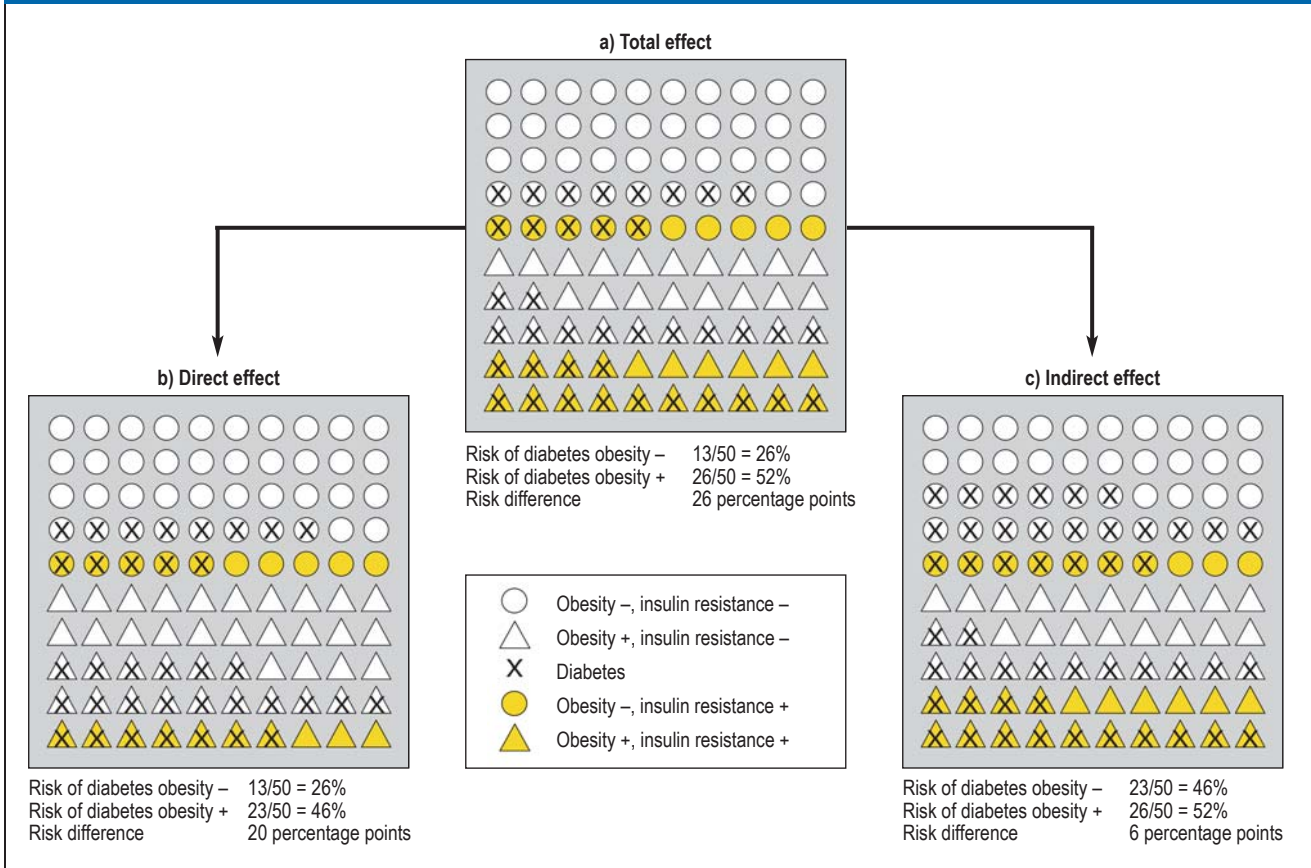 a) Total effect
Risk of diabetes obesity – 13/50 = 26%
Risk of diabetes obesity + 26/50 = 52%
Risk difference 26 percentage points
b) Direct effect
Risk of diabetes obesity – 13/50 = 26%
Risk of diabetes obesity + 23/50 = 46%
Risk difference 20 percentage points
Obesity –, insulin resistance –
Obesity +, insulin resistance –
X Diabetes
Obesity –, insulin resistance +
Obesity +, insulin resistance +
c) Indirect effect
Risk of diabetes obesity – 23/50 = 46%
Risk of diabetes obesity + 26/50 = 52%
Risk difference 6 percentage points